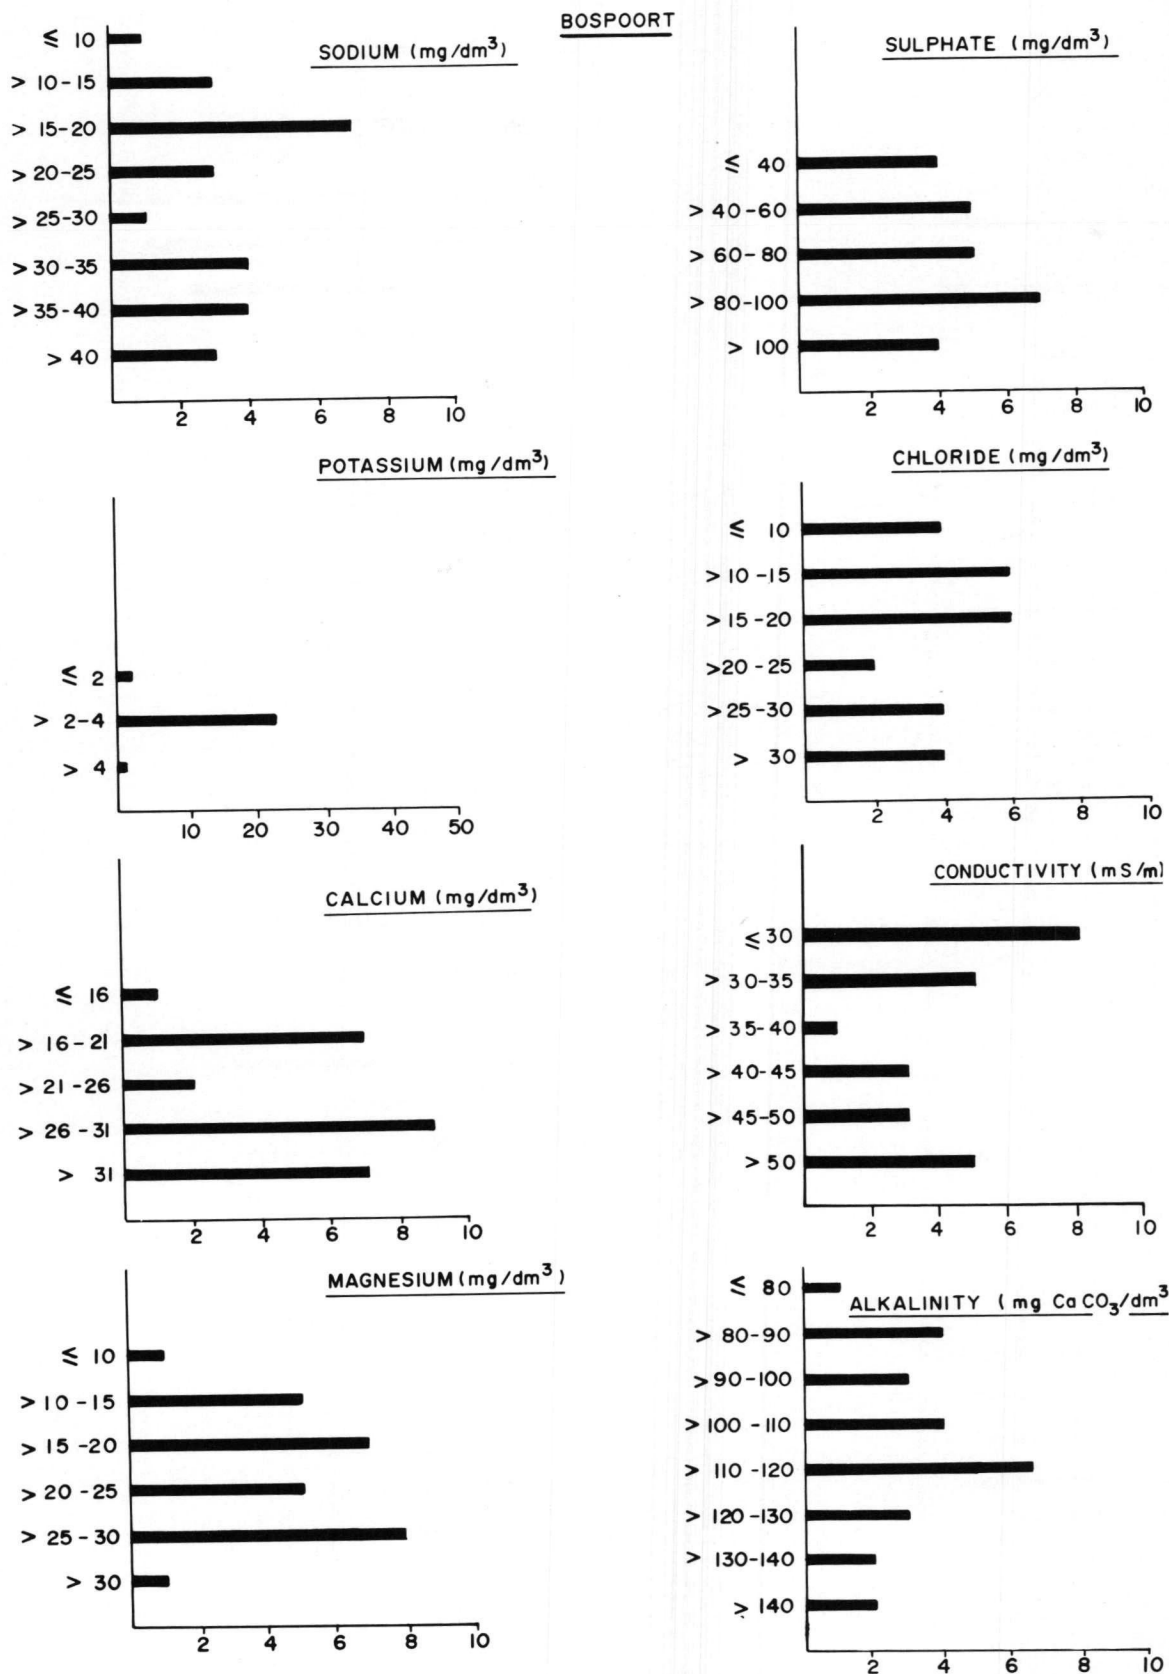 BOSPOORT
SODIUM (mg/dm³)
≤ 10
> 10-15
> 15-20
> 20-25
> 25-30
> 30-35
> 35-40
> 40
2 4 6 8 10
POTASSIUM (mg/dm³)
≤ 2
> 2-4
> 4
10 20 30 40 50
CALCIUM (mg/dm³)
≤ 16
> 16-21
> 21-26
> 26-31
> 31
2 4 6 8 10
MAGNESIUM (mg/dm³)
≤ 10
> 10-15
> 15-20
> 20-25
> 25-30
> 30
2 4 6 8 10
SULPHATE (mg/dm³)
≤ 40
> 40-60
> 60-80
> 80-100
> 100
2 4 6 8 10
CHLORIDE (mg/dm³)
≤ 10
> 10-15
> 15-20
> 20-25
> 25-30
> 30
2 4 6 8 10
CONDUCTIVITY (mS/m)
≤ 30
> 30-35
> 35-40
> 40-45
> 45-50
> 50
2 4 6 8 10
≤ 80
ALKALINITY (mg CaCO₃/dm³
> 80-90
> 90-100
> 100-110
> 110-120
> 120-130
> 130-140
> 140
2 4 6 8 10